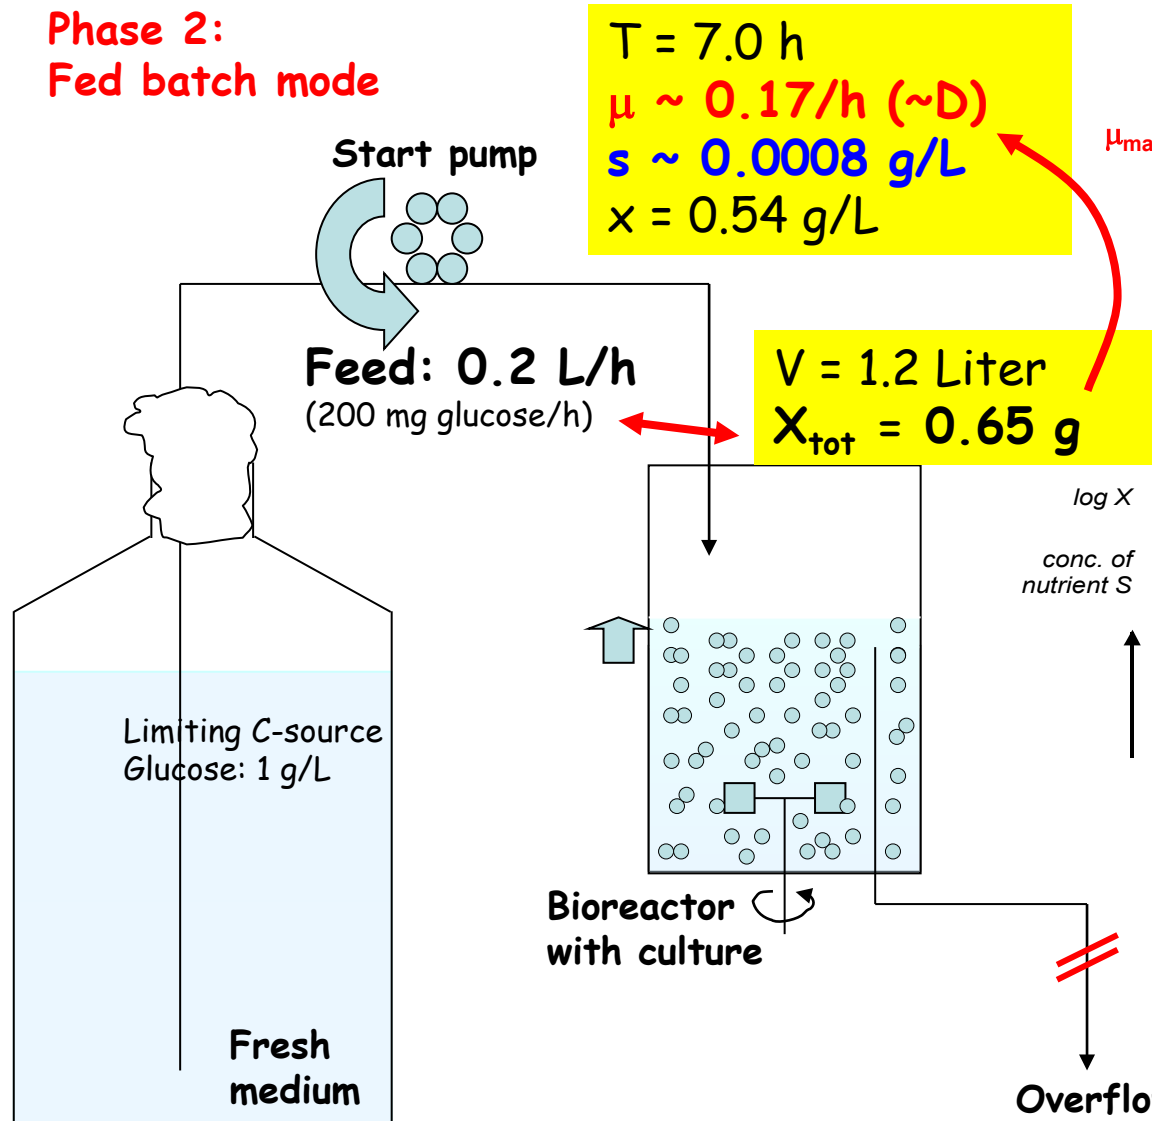 Phase 2:
Fed batch mode
T = 7.0 h
μ ~ 0.17/h (~D)
s ~ 0.0008 g/L
x = 0.54 g/L
μma
Start pump
Feed: 0.2 L/h
(200 mg glucose/h)
V = 1.2 Liter
Xtot = 0.65 g
log X
conc. of
nutrient S
Limiting C-source
Glucose: 1 g/L
Bioreactor
with culture
Fresh
medium
Overflo